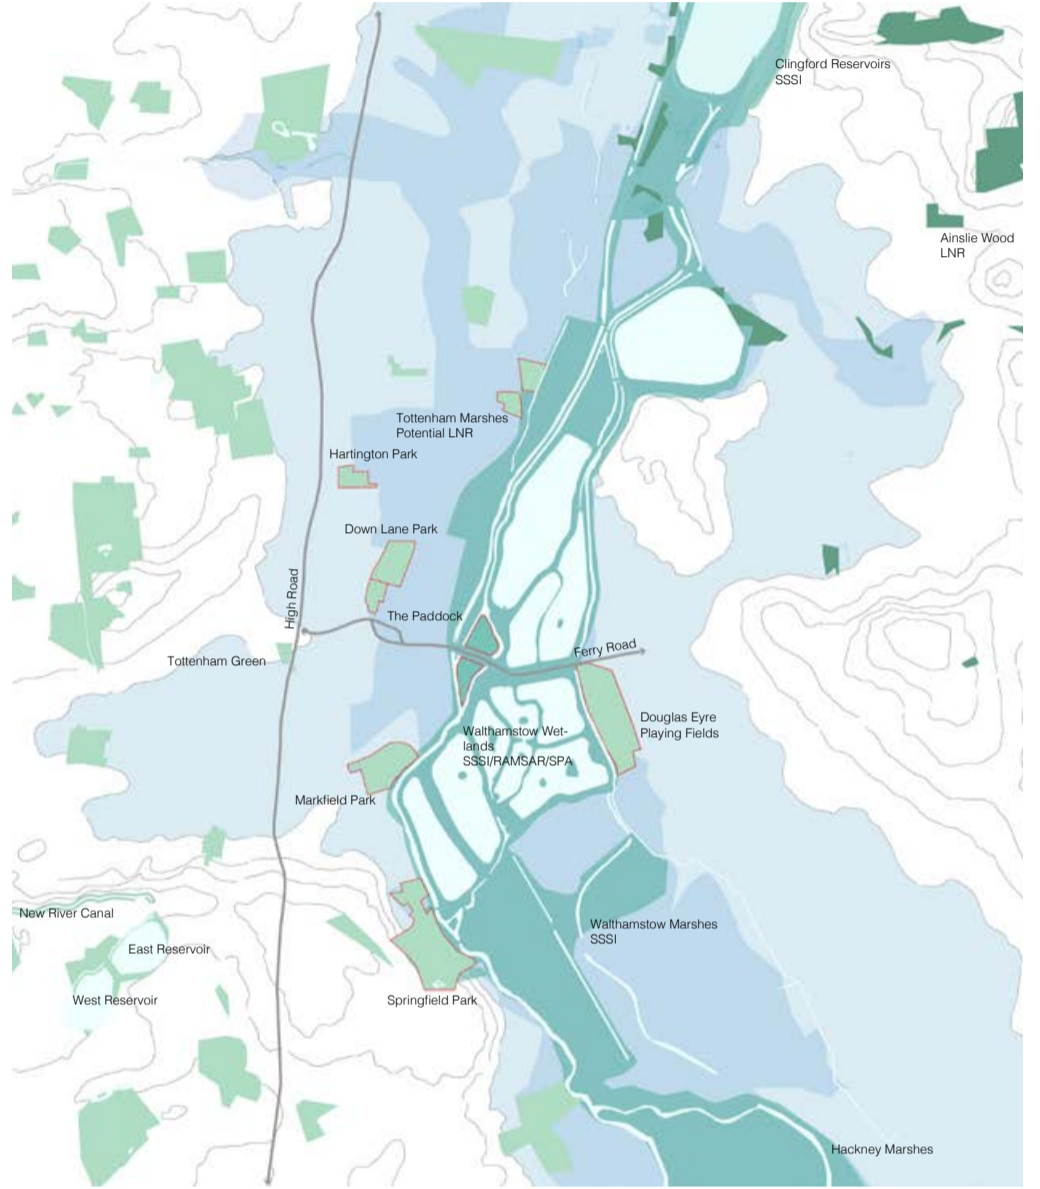 Clingford Reservoirs
SSSI
Ainslie Wood
LNR
Tottenham Marshes
Potential LNR
Hartington Park
Down Lane Park
High Road
The Paddock
Ferry Road
Tottenham Green
Douglas Eyre
Playing Fields
Walthamstow Wet-
lands
SSSI/RAMSAR/SPA
Markfield Park
New River Canal
Walthamstow Marshes
SSSI
East Reservoir
West Reservoir
Springfield Park
Hackney Marshes